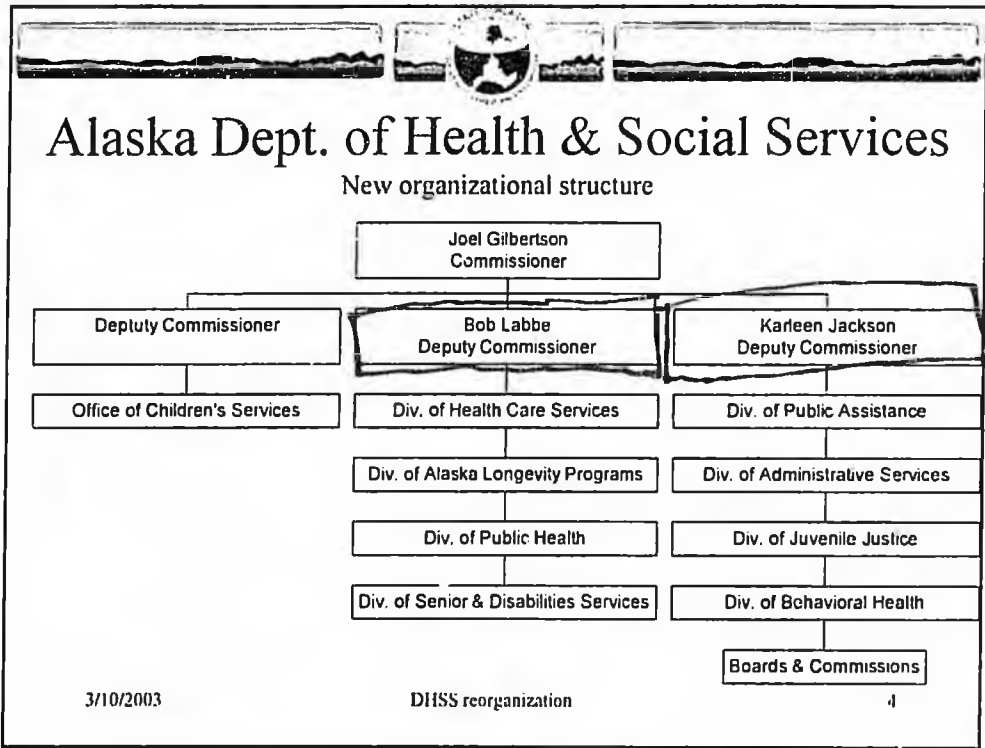 Alaska Dept. of Health & Social Services
New organizational structure
Joel Gilbertson
Commissioner
Deptuty Commissioner
Bob Labbe
Deputy Commissioner
Karleen Jackson
Deputy Commissioner
Office of Children's Services
Div. of Health Care Services
Div. of Public Assistance
Div. of Alaska Longevity Programs
Div. of Administrative Services
Div. of Public Health
Div. of Juvenile Justice
Div. of Senior & Disabilities Services
Div. of Behavioral Health
Boards & Commissions
3/10/2003
DHSS reorganization
4